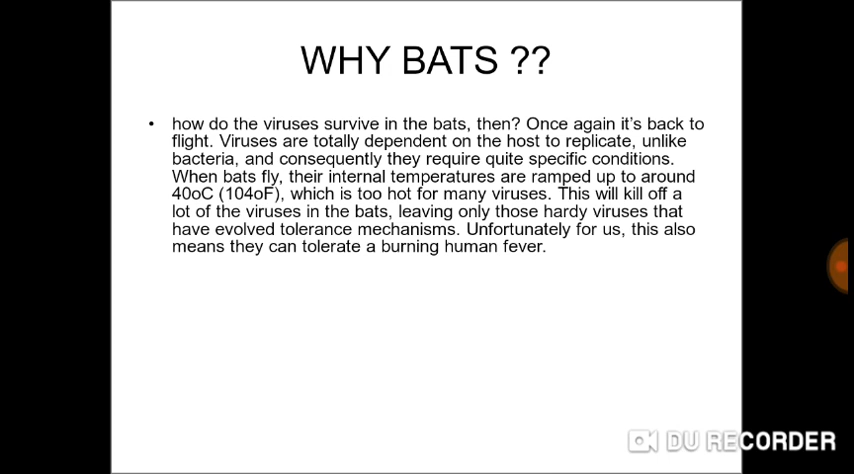 WHY BATS ??
• how do the viruses survive in the bats, then? Once again it's back to
flight. Viruses are totally dependent on the host to replicate, unlike
bacteria, and consequently they require quite specific conditions.
When bats fly, their internal temperatures are ramped up to around
40oC (104oF), which is too hot for many viruses. This will kill off a
lot of the viruses in the bats, leaving only those hardy viruses that
have evolved tolerance mechanisms. Unfortunately for us, this also
means they can tolerate a burning human fever.
DU RECORDER